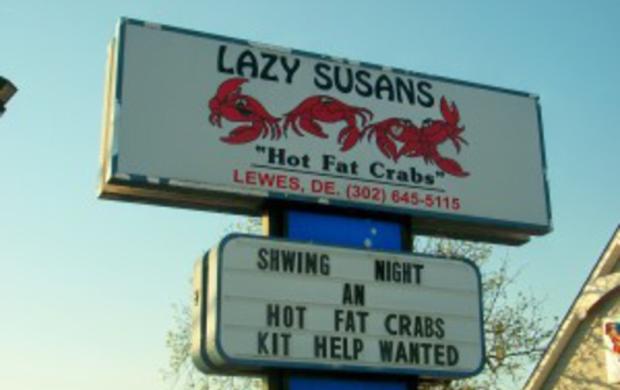 LAZY SUSANS
"Hot Fat Crabs"
LEWES, DE. (302) 645-5115
SHWING NIGHT
AN
HOT FAT CRABS
KIT HELP WANTED